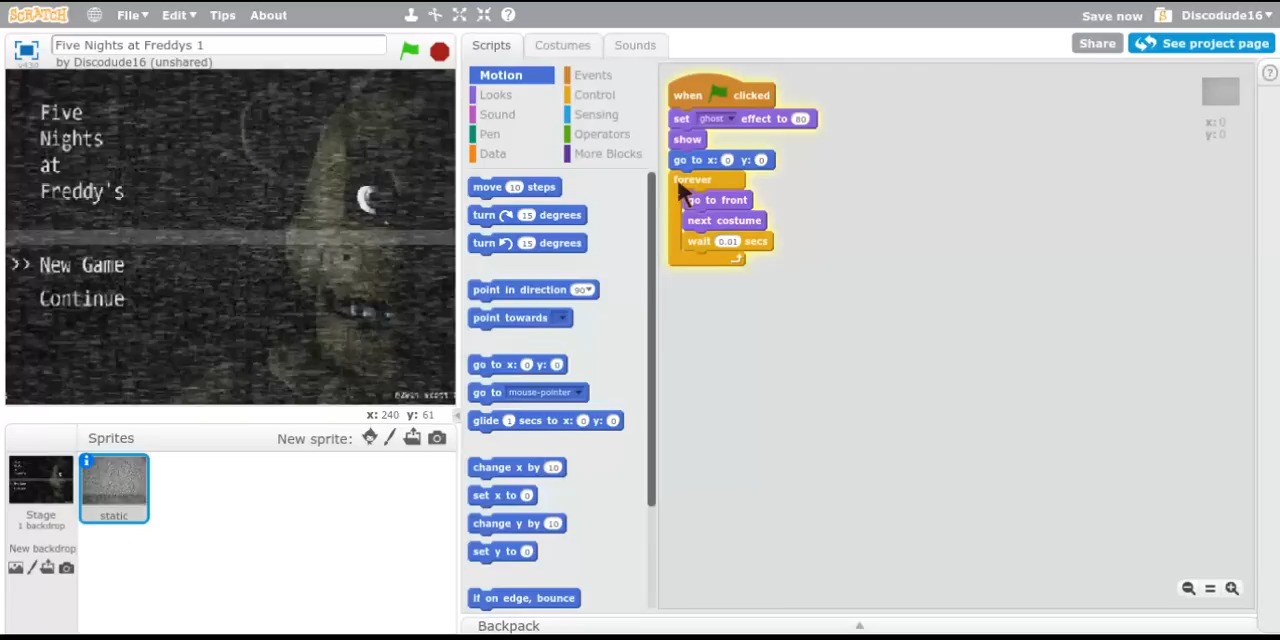 SCRATCH File▼ Edit▼ Tips About Save now Discodude16▼
Five Nights at Freddys 1
by Discodude16 (unshared)
v430
Scripts Costumes Sounds
Share See project page
Five
Nights
at
Freddy's
>> New Game
Continue
x: 240 y: 61
Sprites New sprite:
Stage
1 backdrop
New backdrop:
static
Motion Events
Looks Control
Sound Sensing
Pen Operators
Data More Blocks
move 10 steps
turn 15 degrees
turn 15 degrees
point in direction 90▼
point towards
go to x: 0 y: 0
go to mouse-pointer
glide 1 secs to x: 0 y: 0
change x by 10
set x to 0
change y by 10
set y to 0
if on edge, bounce
when clicked
set ghost effect to 80
show
go to x: 0 y: 0
forever
go to front
next costume
wait 0.01 secs
x: 0
y: 0
Backpack